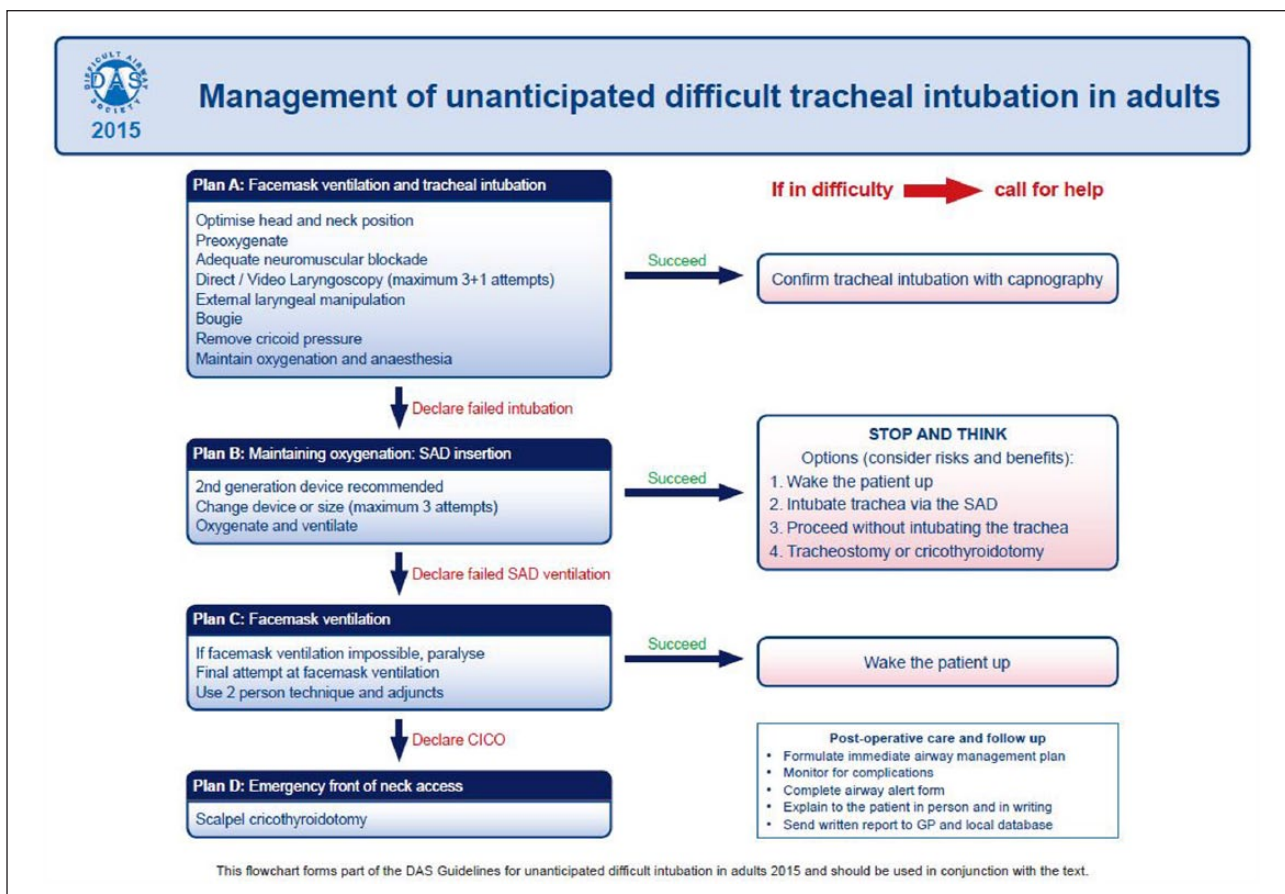 DIFFICULT AIRWAY SOCIETY
DAS
2015
Management of unanticipated difficult tracheal intubation in adults
Plan A: Facemask ventilation and tracheal intubation
Optimise head and neck position
Preoxygenate
Adequate neuromuscular blockade
Direct / Video Laryngoscopy (maximum 3+1 attempts)
External laryngeal manipulation
Bougie
Remove cricoid pressure
Maintain oxygenation and anaesthesia
If in difficulty
call for help
Succeed
Confirm tracheal intubation with capnography
Declare failed intubation
Plan B: Maintaining oxygenation: SAD insertion
2nd generation device recommended
Change device or size (maximum 3 attempts)
Oxygenate and ventilate
Succeed
STOP AND THINK
Options (consider risks and benefits):
1. Wake the patient up
2. Intubate trachea via the SAD
3. Proceed without intubating the trachea
4. Tracheostomy or cricothyroidotomy
Declare failed SAD ventilation
Plan C: Facemask ventilation
If facemask ventilation impossible, paralyse
Final attempt at facemask ventilation
Use 2 person technique and adjuncts
Succeed
Wake the patient up
Declare CICO
Plan D: Emergency front of neck access
Scalpel cricothyroidotomy
Post-operative care and follow up
• Formulate immediate airway management plan
• Monitor for complications
• Complete airway alert form
• Explain to the patient in person and in writing
• Send written report to GP and local database
This flowchart forms part of the DAS Guidelines for unanticipated difficult intubation in adults 2015 and should be used in conjunction with the text.